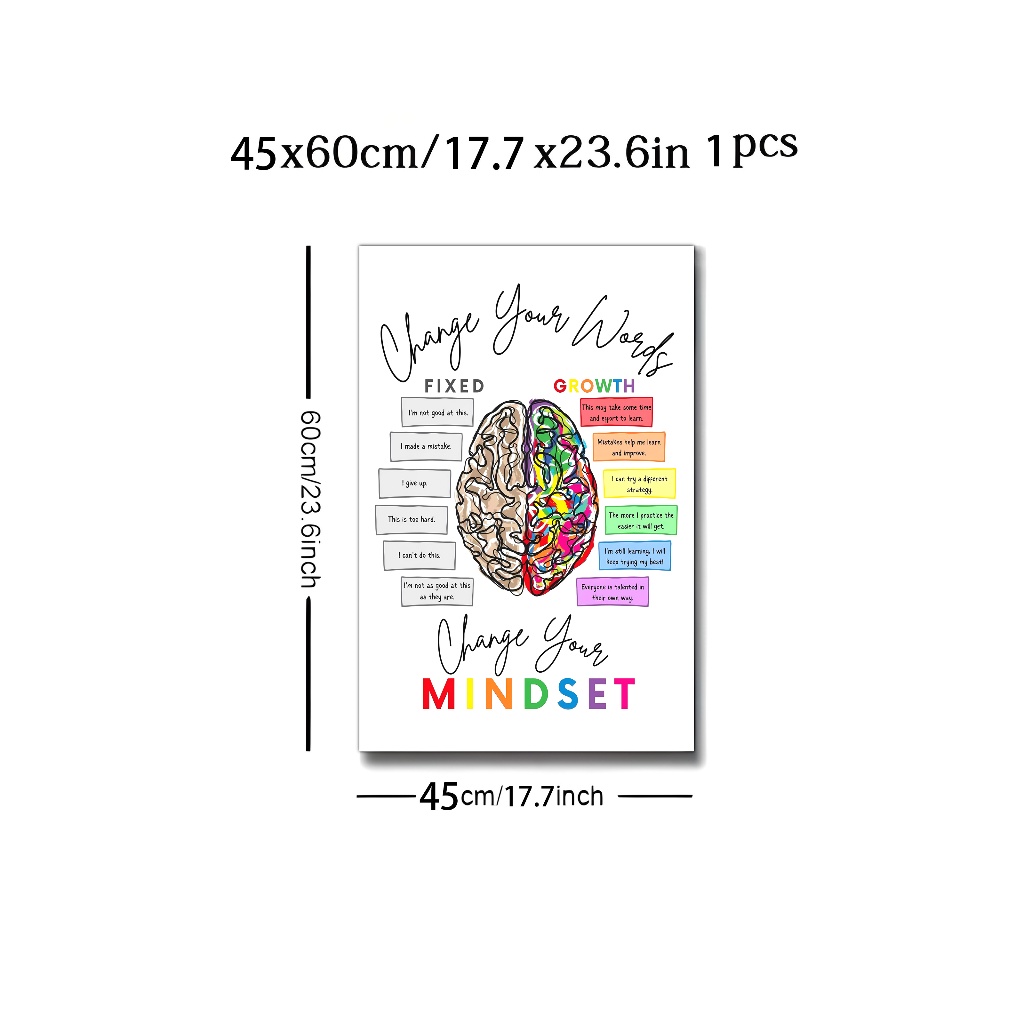 45x60cm/17.7 x23.6in 1pcs
60cm/23.6inch
Change Your Words
FIXED
GROWTH
I'm not good at this.
This may take some time
and effort to learn.
I made a mistake.
Mistakes help me learn
and improve.
I give up.
I can try a different
strategy.
This is too hard.
The more I practice the
easier it will get.
I can't do this.
I'm still learning. I will
keep trying my best!
I'm not as good at this
as they are.
Everyone is talented in
their own way.
Change Your
MINDSET
45cm/17.7inch